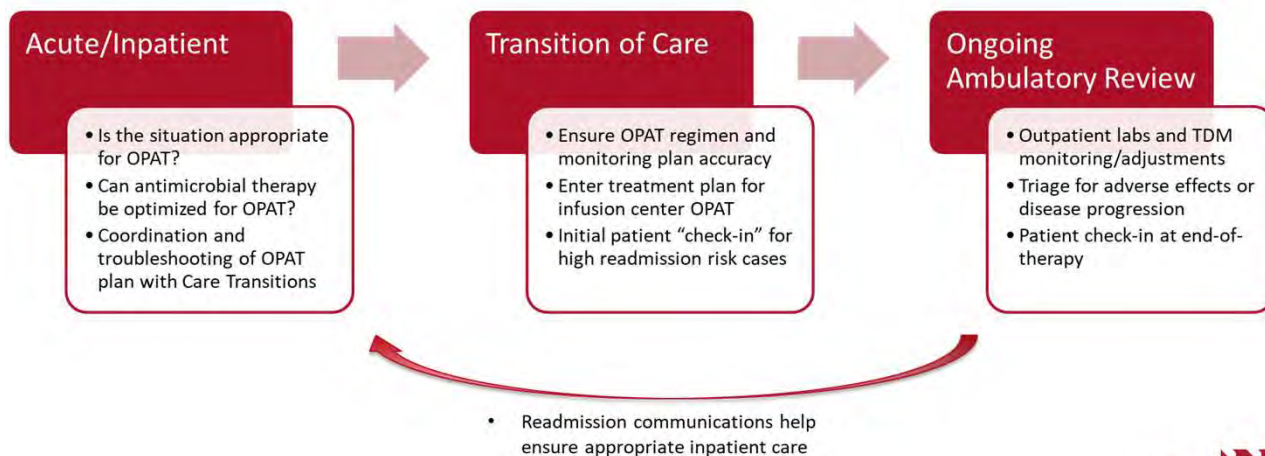 Acute/Inpatient
• Is the situation appropriate
for OPAT?
• Can antimicrobial therapy
be optimized for OPAT?
• Coordination and
troubleshooting of OPAT
plan with Care Transitions
Transition of Care
• Ensure OPAT regimen and
monitoring plan accuracy
• Enter treatment plan for
infusion center OPAT
• Initial patient “check-in” for
high readmission risk cases
Ongoing
Ambulatory Review
• Outpatient labs and TDM
monitoring/adjustments
• Triage for adverse effects or
disease progression
• Patient check-in at end-of-
therapy
• Readmission communications help
ensure appropriate inpatient care